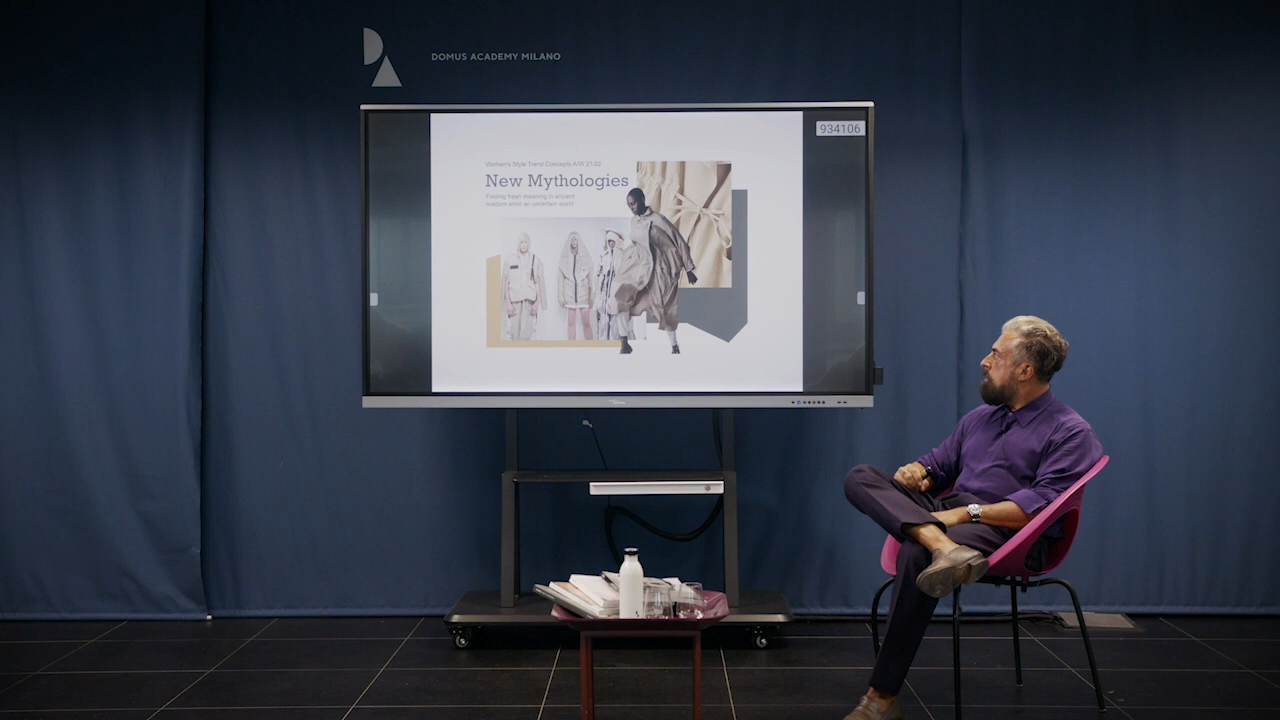 DOMUS ACADEMY MILANO
934106
Women's Style Trend Concepts A/W 21/22
New Mythologies
Finding fresh meaning in ancient
wisdom amid an uncertain world